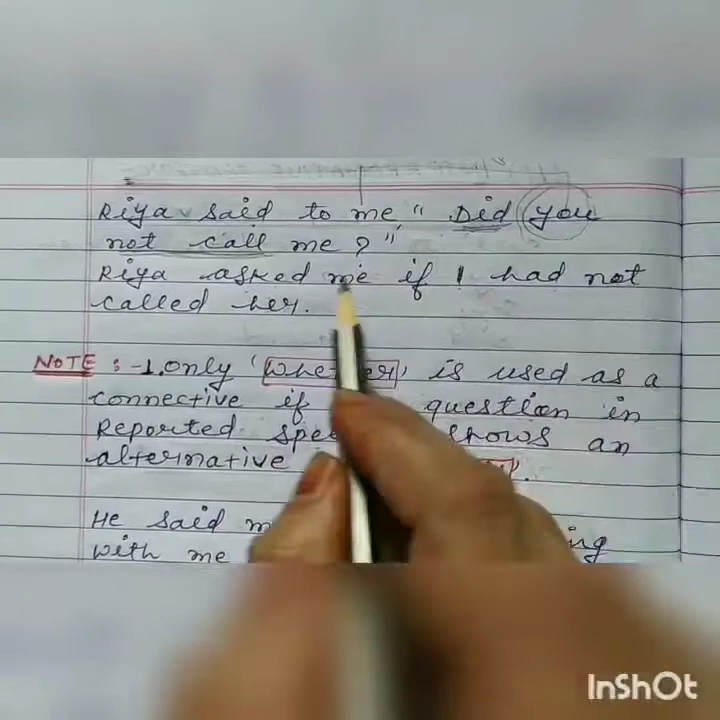 Riya said to me " Did you
not call me ? "
Riya asked me if I had not
called her.
NOTE : -1. only 'whether' is used as a
connective if question in
Reported shows an
alternative
He said
with me
InShOt